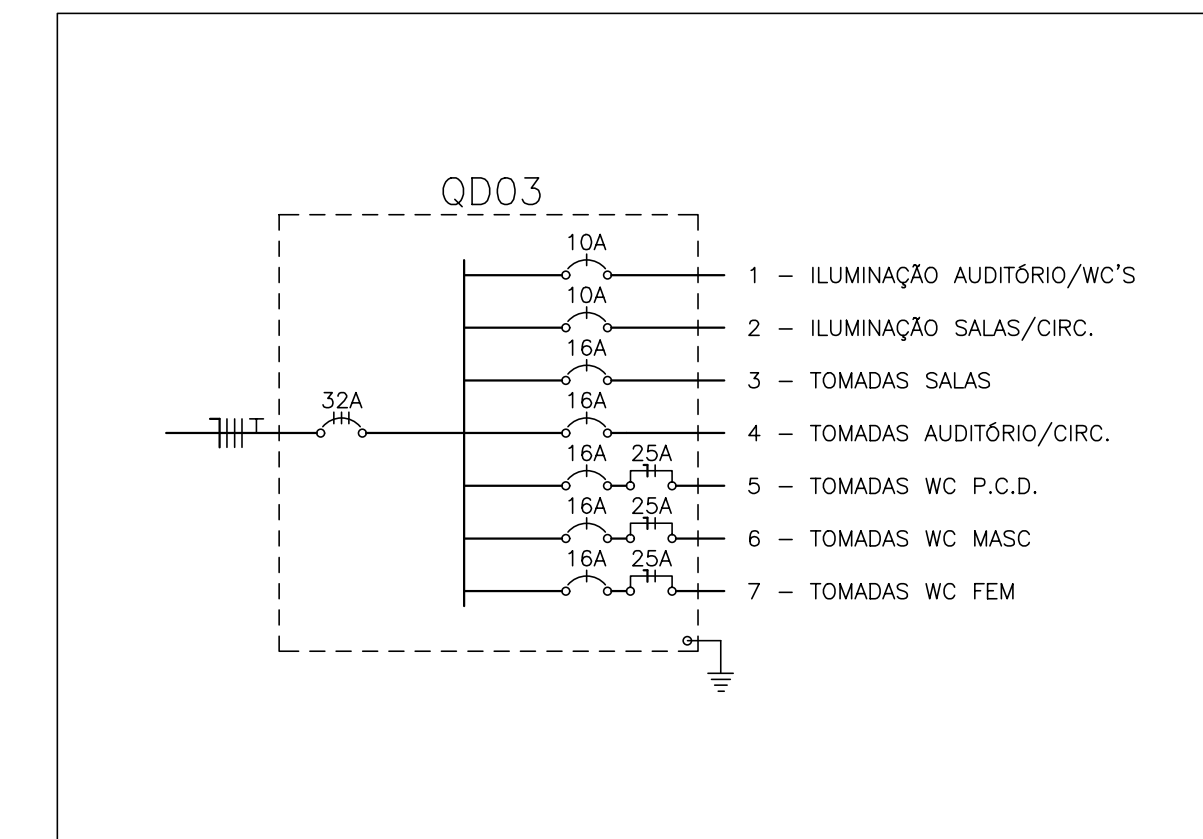 QD03
10A
1 - ILUMINAÇÃO AUDITÓRIO/WC'S
10A
2 - ILUMINAÇÃO SALAS/CIRC.
16A
3 - TOMADAS SALAS
32A
16A
4 - TOMADAS AUDITÓRIO/CIRC.
16A 25A
5 - TOMADAS WC P.C.D.
16A 25A
6 - TOMADAS WC MASC
16A 25A
7 - TOMADAS WC FEM